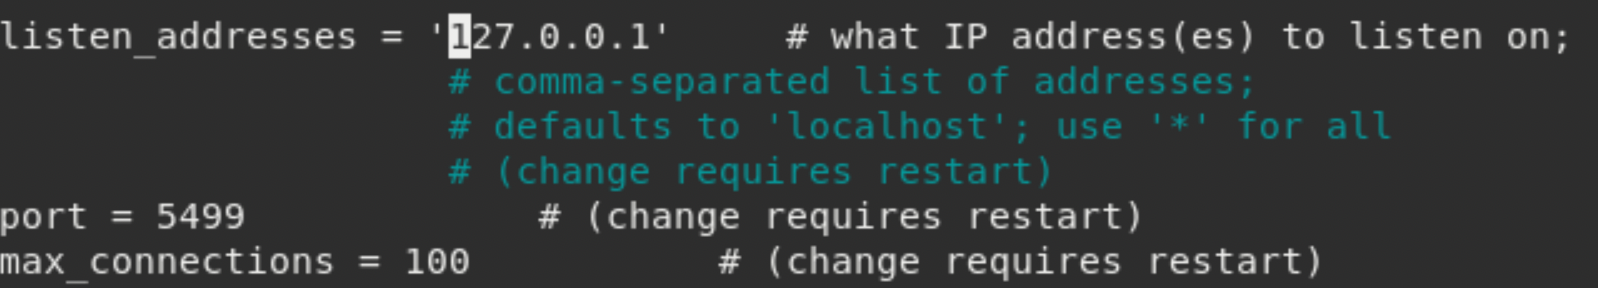 listen_addresses = '127.0.0.1'     # what IP address(es) to listen on;
                    # comma-separated list of addresses;
                    # defaults to 'localhost'; use '*' for all
                    # (change requires restart)
port = 5499             # (change requires restart)
max_connections = 100           # (change requires restart)